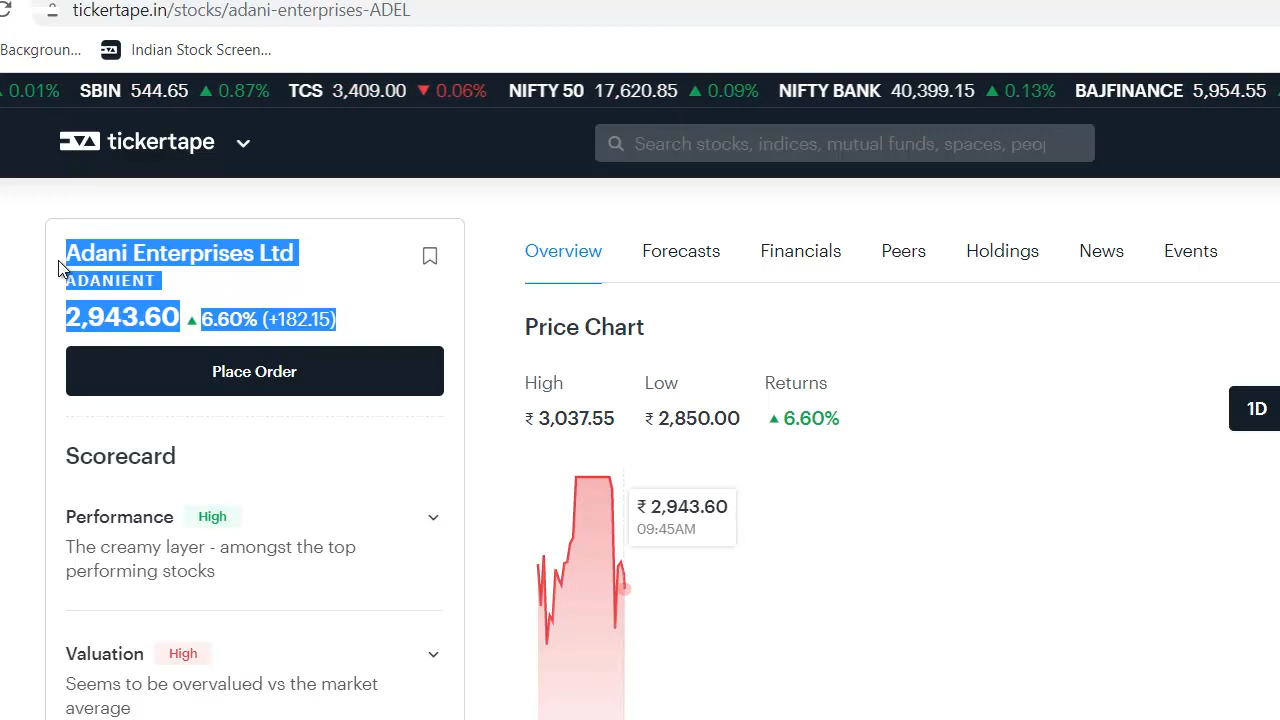 tickertape.in/stocks/adani-enterprises-ADEL
Backgroun... Indian Stock Screen...
0.01% SBIN 544.65 ▲ 0.87% TCS 3,409.00 ▼ 0.06% NIFTY 50 17,620.85 ▲ 0.09% NIFTY BANK 40,399.15 ▲ 0.13% BAJFINANCE 5,954.55
tickertape
Search stocks, indices, mutual funds, spaces, peo
Adani Enterprises Ltd
ADANIENT
2,943.60 ▲ 6.60% (+182.15)
Place Order
Scorecard
Performance High
The creamy layer - amongst the top
performing stocks
Valuation High
Seems to be overvalued vs the market
average
Overview Forecasts Financials Peers Holdings News Events
Price Chart
High Low Returns
₹ 3,037.55 ₹ 2,850.00 ▲ 6.60%
1D
₹ 2,943.60
09:45AM